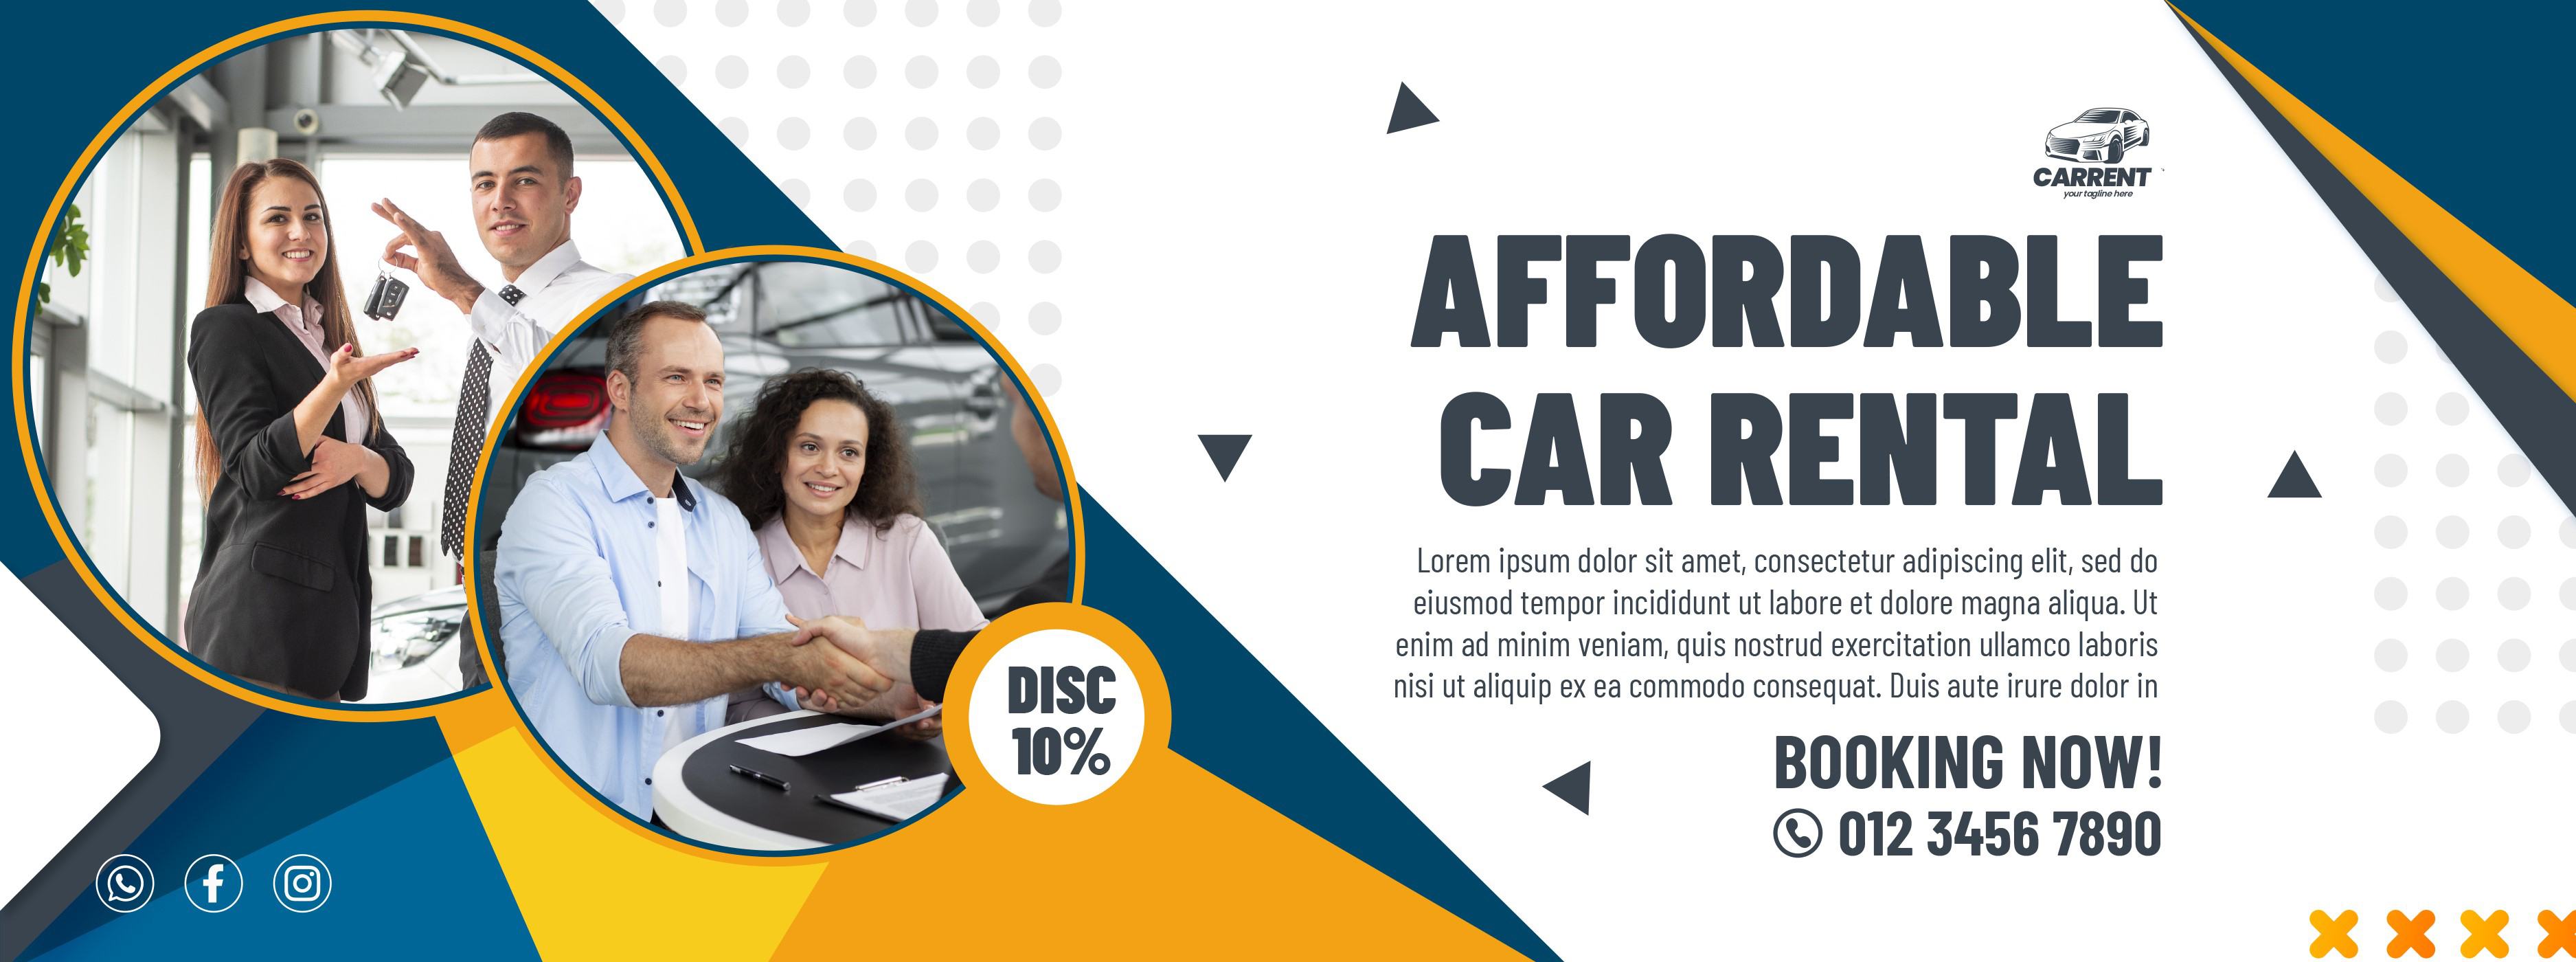 CARRENT
your tagline here
AFFORDABLE
CAR RENTAL
Lorem ipsum dolor sit amet, consectetur adipiscing elit, sed do
eiusmod tempor incididunt ut labore et dolore magna aliqua. Ut
enim ad minim veniam, quis nostrud exercitation ullamco laboris
nisi ut aliquip ex ea commodo consequat. Duis aute irure dolor in
BOOKING NOW!
012 3456 7890
DISC
10%